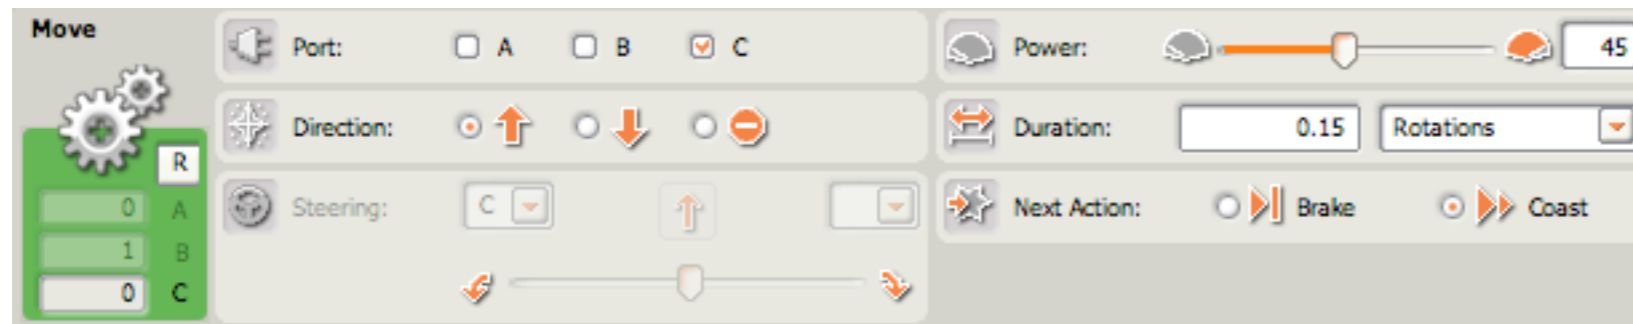 Move
Port: A B C
Power: 45
Direction:
Duration: 0.15 Rotations
R
Steering: C
Next Action: Brake Coast
0 A
1 B
0 C